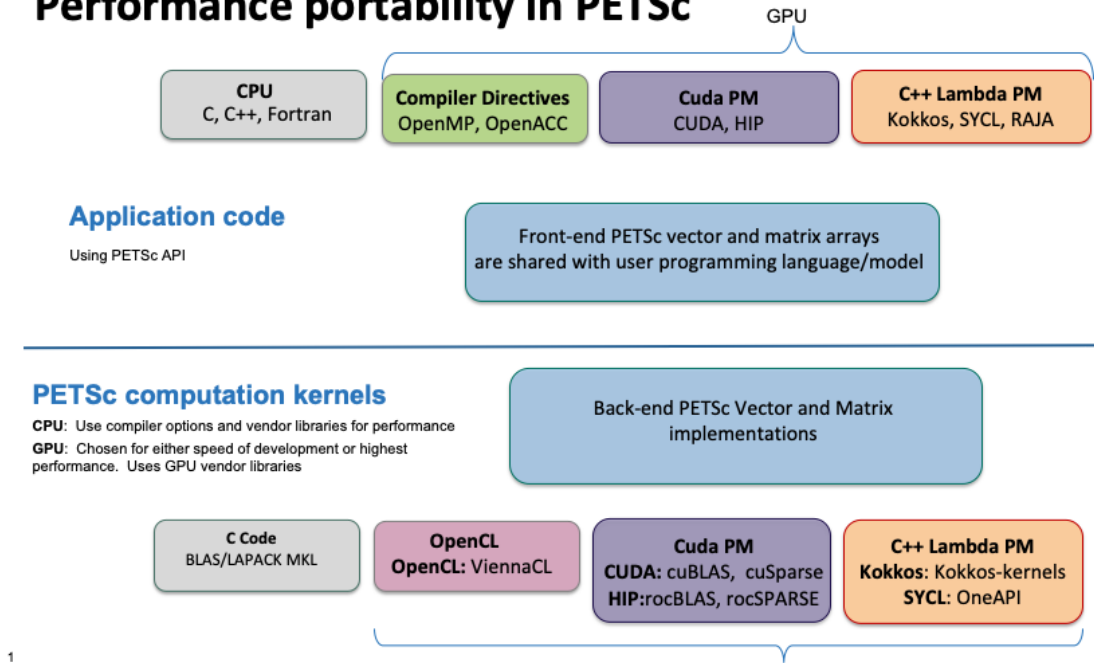 Performance portability in PETSc
GPU
CPU
C, C++, Fortran
Compiler Directives
OpenMP, OpenACC
Cuda PM
CUDA, HIP
C++ Lambda PM
Kokkos, SYCL, RAJA
Application code
Using PETSc API
Front-end PETSc vector and matrix arrays
are shared with user programming language/model
PETSc computation kernels
CPU: Use compiler options and vendor libraries for performance
GPU: Chosen for either speed of development or highest
performance. Uses GPU vendor libraries
Back-end PETSc Vector and Matrix
implementations
C Code
BLAS/LAPACK MKL
OpenCL
OpenCL: ViennaCL
Cuda PM
CUDA: cuBLAS, cuSparse
HIP:rocBLAS, rocSPARSE
C++ Lambda PM
Kokkos: Kokkos-kernels
SYCL: OneAPI
1